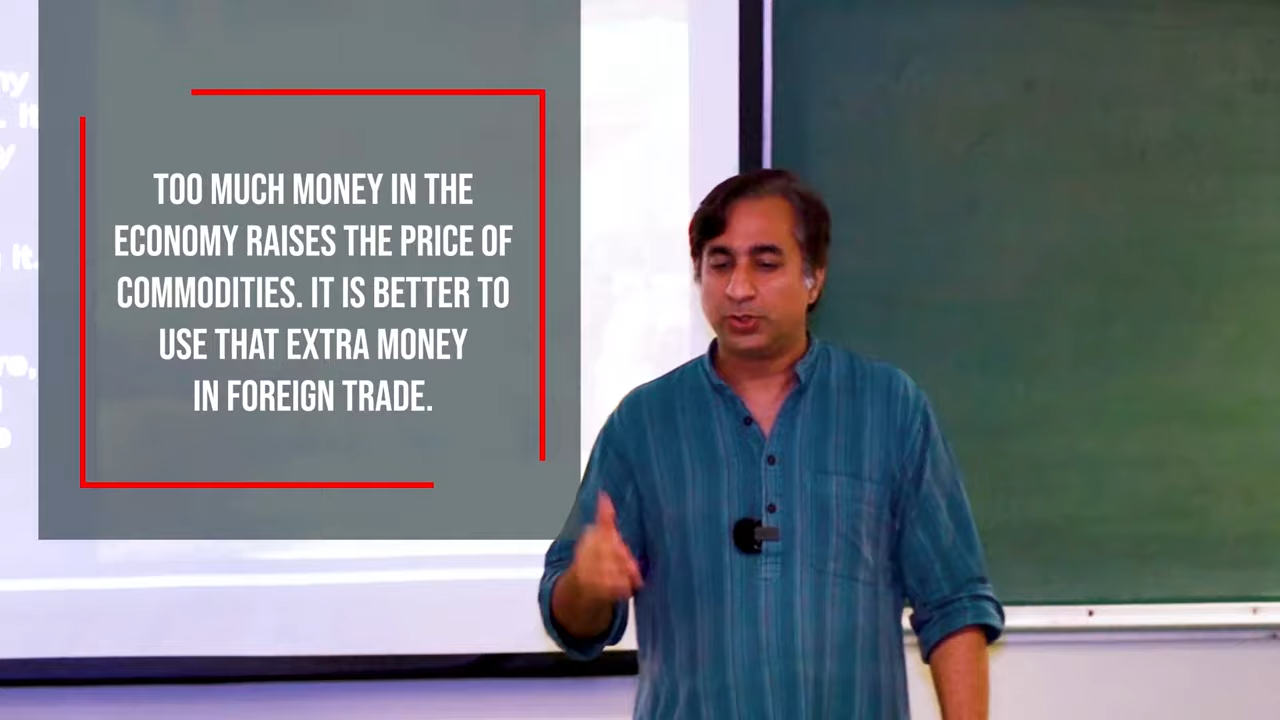 TOO MUCH MONEY IN THE
ECONOMY RAISES THE PRICE OF
COMMODITIES. IT IS BETTER TO
USE THAT EXTRA MONEY
IN FOREIGN TRADE.
It.